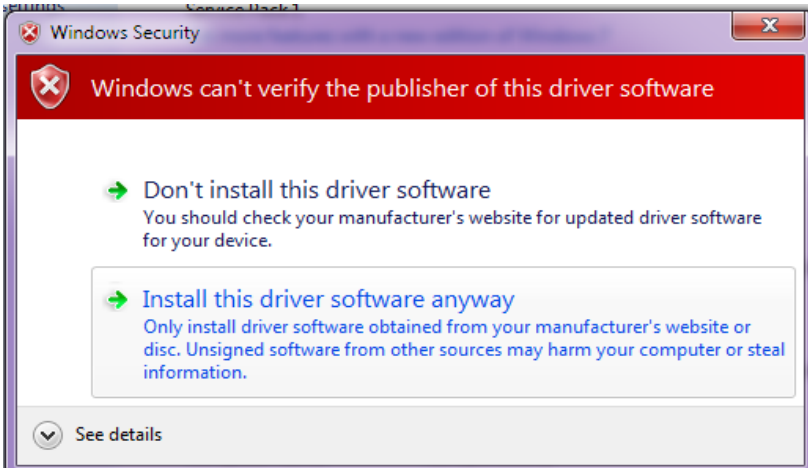 Service Pack 1
Windows Security
Windows can't verify the publisher of this driver software
Don't install this driver software
You should check your manufacturer's website for updated driver software
for your device.
Install this driver software anyway
Only install driver software obtained from your manufacturer's website or
disc. Unsigned software from other sources may harm your computer or steal
information.
See details